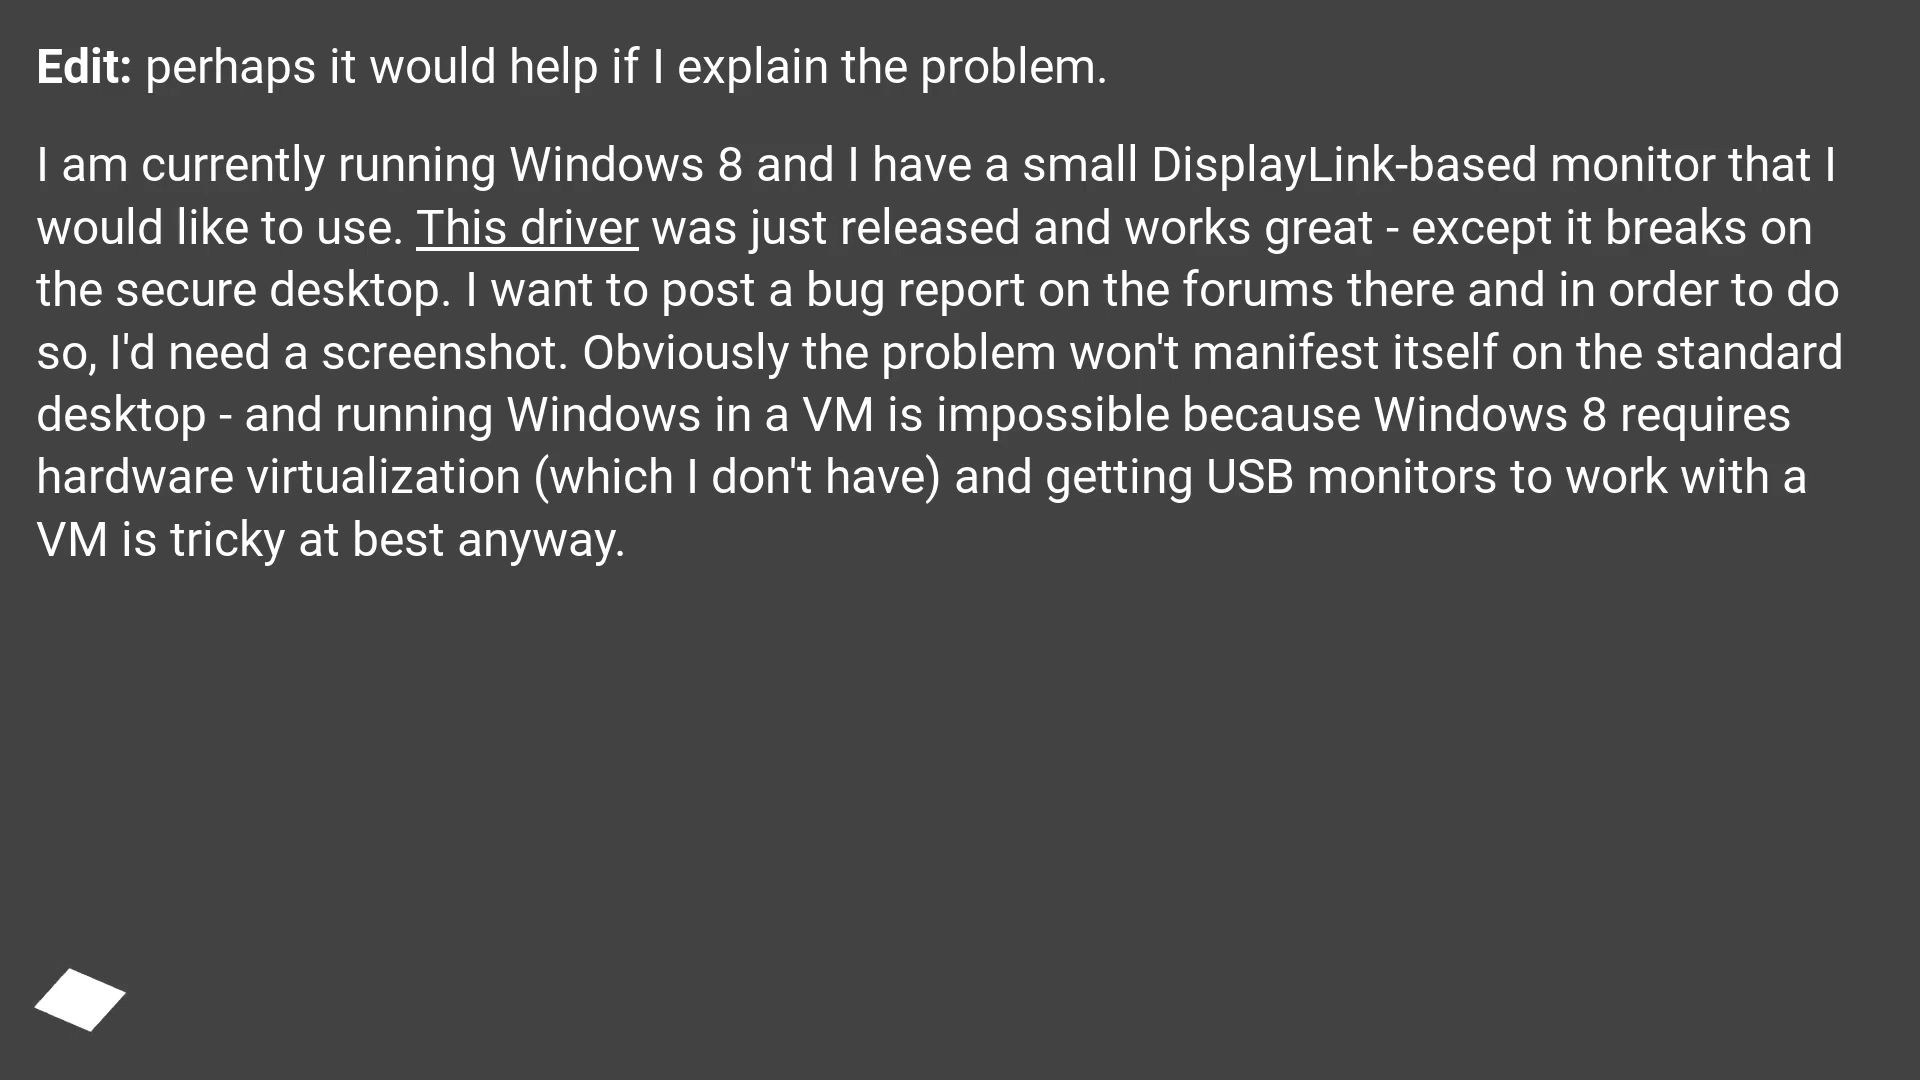 Edit: perhaps it would help if I explain the problem.
I am currently running Windows 8 and I have a small DisplayLink-based monitor that I
would like to use. This driver was just released and works great - except it breaks on
the secure desktop. I want to post a bug report on the forums there and in order to do
so, I'd need a screenshot. Obviously the problem won't manifest itself on the standard
desktop - and running Windows in a VM is impossible because Windows 8 requires
hardware virtualization (which I don't have) and getting USB monitors to work with a
VM is tricky at best anyway.